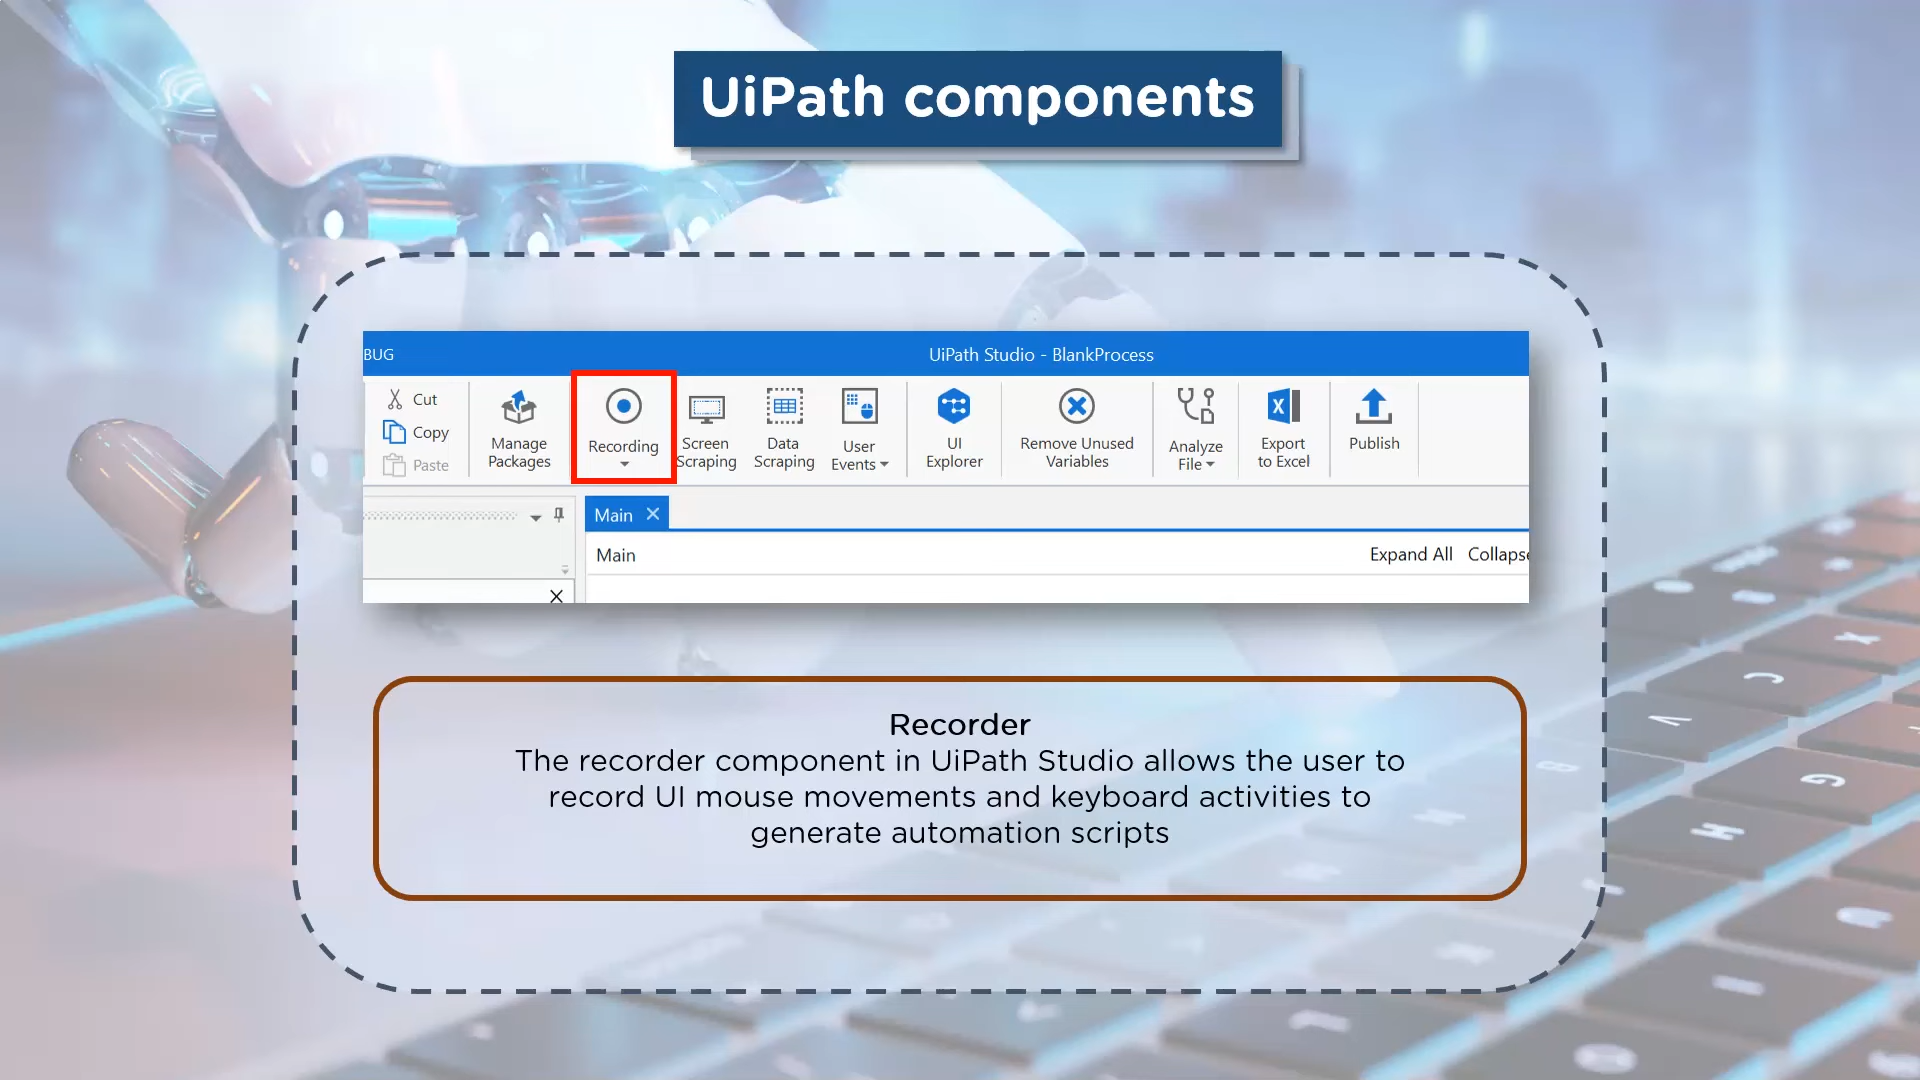 UiPath components
BUG
UiPath Studio - BlankProcess
Cut
Copy
Paste
Manage
Packages
Recording
Screen
Scraping
Data
Scraping
User
Events
UI
Explorer
Remove Unused
Variables
Analyze
File
Export
to Excel
Publish
Main
Main
Expand All
Collapse
Recorder
The recorder component in UiPath Studio allows the user to
record UI mouse movements and keyboard activities to
generate automation scripts